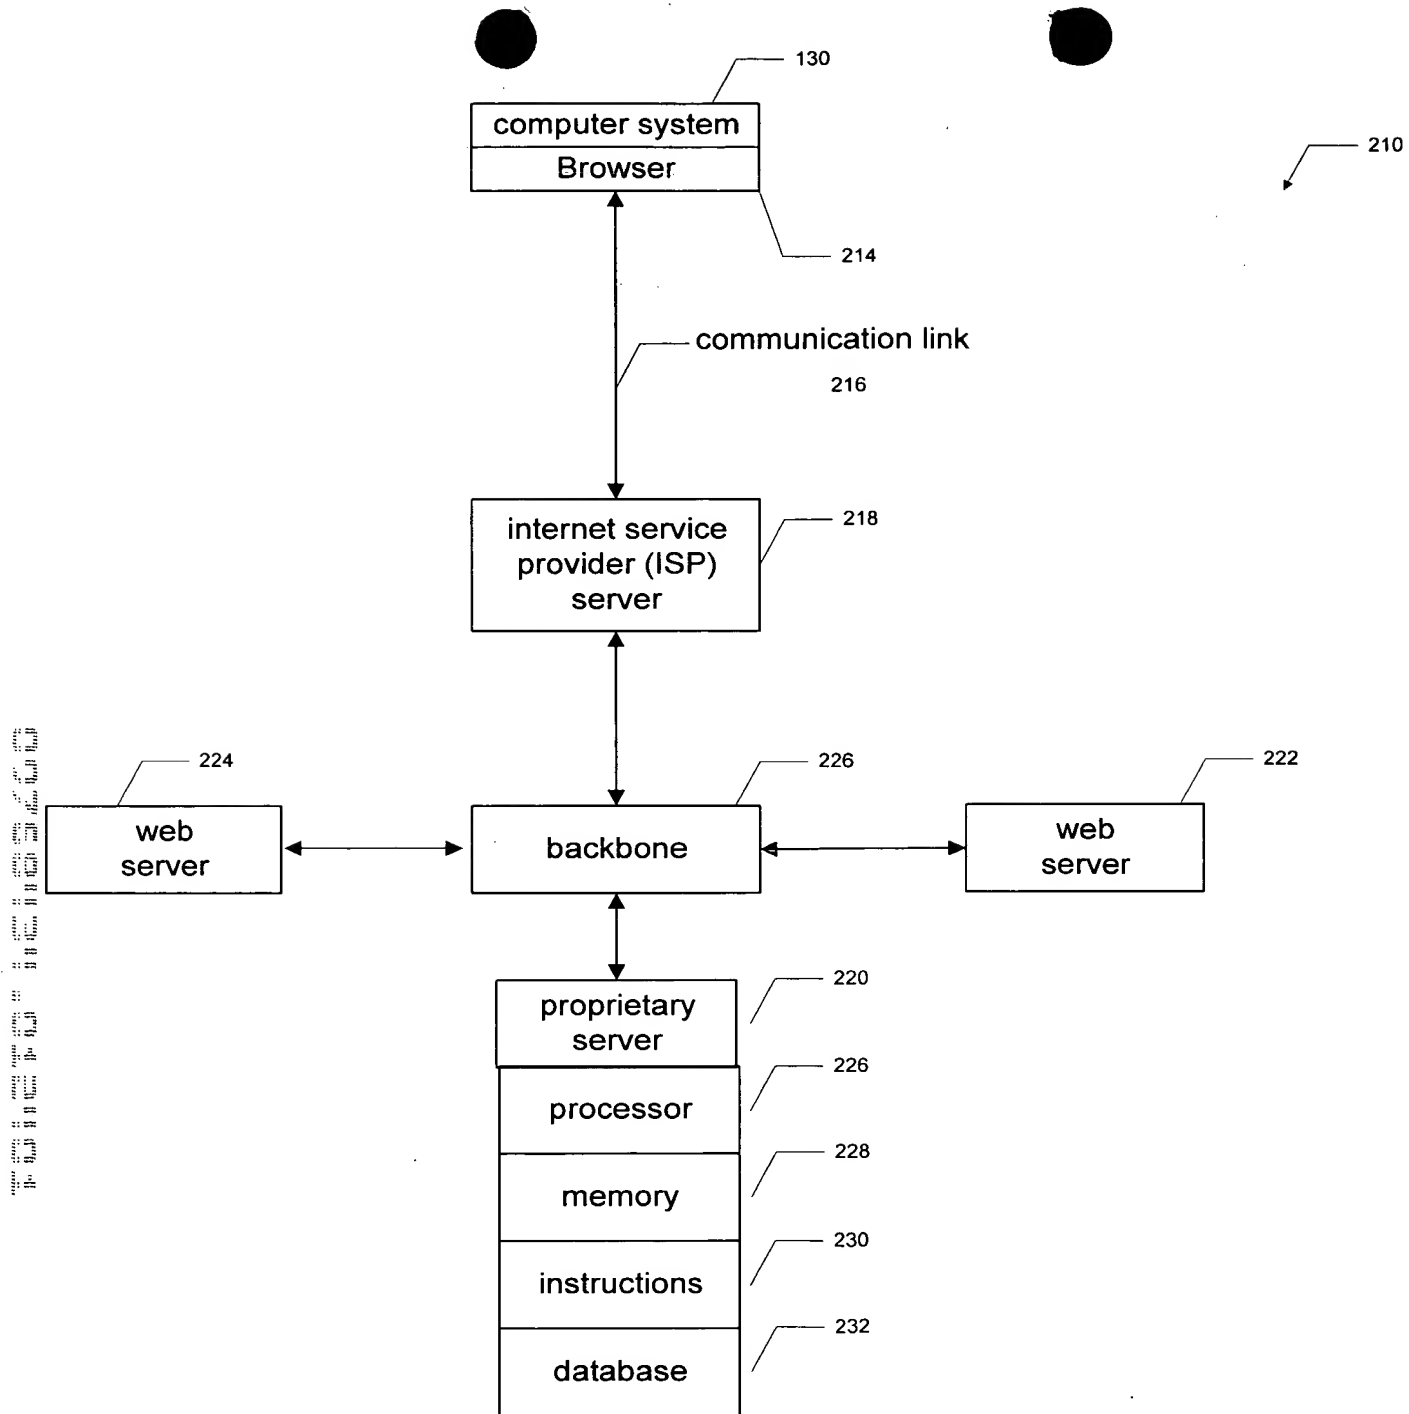 130
computer system
210
Browser
214
communication link
216
internet service
provider (ISP)
server
218
224
226
222
web
server
backbone
web
server
220
proprietary
server
226
processor
228
memory
230
instructions
232
database